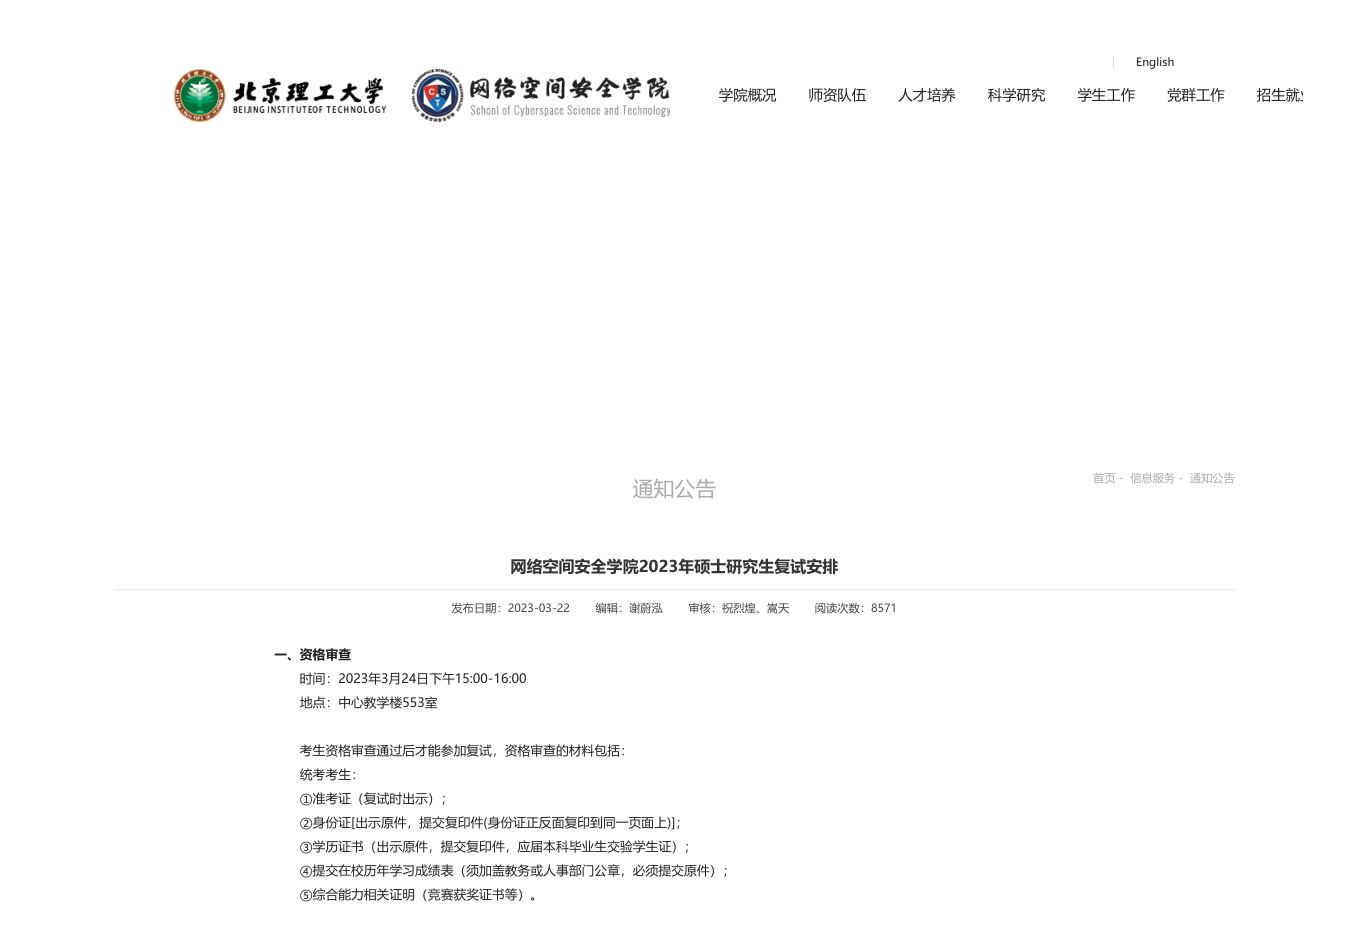 English
北京理工大学
BEIJING INSTITUTE OF TECHNOLOGY
网络空间安全学院
School of Cyberspace Science and Technology
学院概况 师资队伍 人才培养 科学研究 学生工作 党群工作 招生就
首页 - 信息服务 - 通知公告
通知公告
网络空间安全学院2023年硕士研究生复试安排
发布日期：2023-03-22 编辑：谢蔚泓 审核：祝烈煌、嵩天 阅读次数：8571
一、资格审查
时间：2023年3月24日下午15:00-16:00
地点：中心教学楼553室
考生资格审查通过后才能参加复试，资格审查的材料包括：
统考考生：
①准考证（复试时出示）；
②身份证[出示原件，提交复印件(身份证正反面复印到同一页面上)]；
③学历证书（出示原件，提交复印件，应届本科毕业生交验学生证）；
④提交在校历年学习成绩表（须加盖教务或人事部门公章，必须提交原件）；
⑤综合能力相关证明（竞赛获奖证书等）。